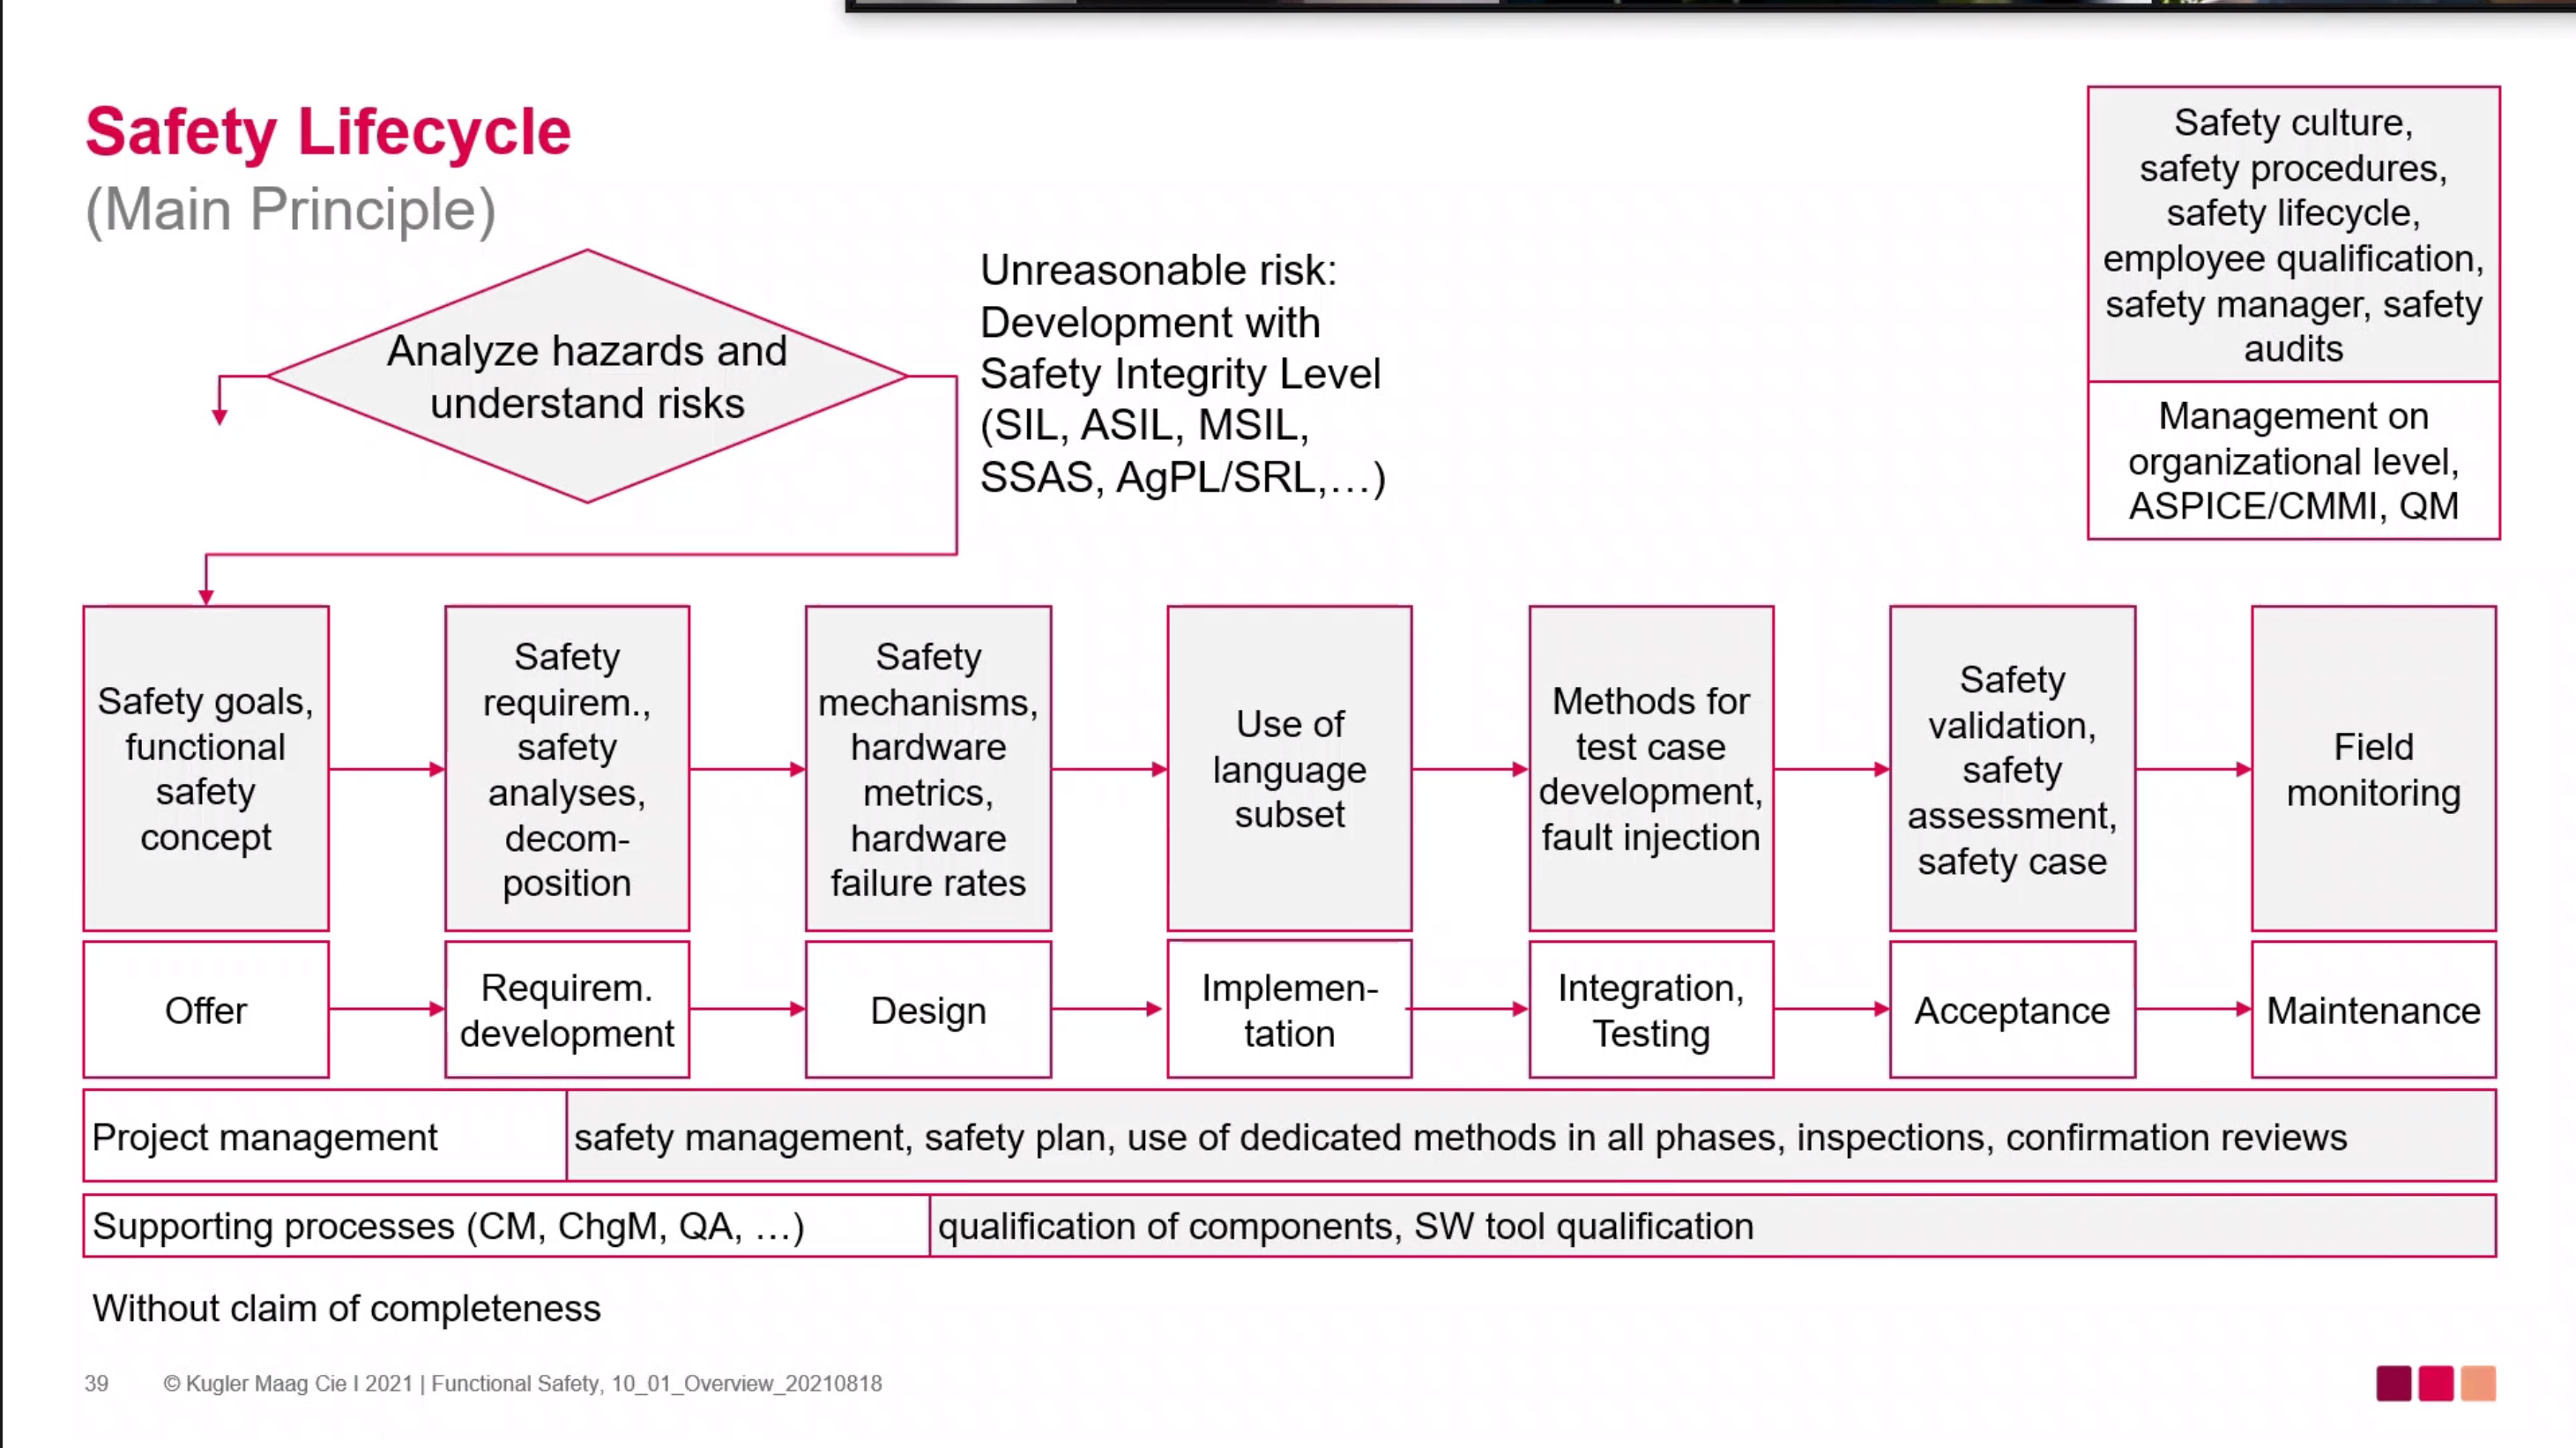 Safety Lifecycle
(Main Principle)
Safety culture,
safety procedures,
safety lifecycle,
employee qualification,
safety manager, safety
audits
Management on
organizational level,
ASPICE/CMMI, QM
Analyze hazards and
understand risks
Unreasonable risk:
Development with
Safety Integrity Level
(SIL, ASIL, MSIL,
SSAS, AgPL/SRL,…)
Safety goals,
functional
safety
concept
Safety
requirem.,
safety
analyses,
decom-
position
Safety
mechanisms,
hardware
metrics,
hardware
failure rates
Use of
language
subset
Methods for
test case
development,
fault injection
Safety
validation,
safety
assessment,
safety case
Field
monitoring
Offer
Requirem.
development
Design
Implemen-
tation
Integration,
Testing
Acceptance
Maintenance
Project management
safety management, safety plan, use of dedicated methods in all phases, inspections, confirmation reviews
Supporting processes (CM, ChgM, QA, …)
qualification of components, SW tool qualification
Without claim of completeness
39 © Kugler Maag Cie I 2021 | Functional Safety, 10_01_Overview_20210818